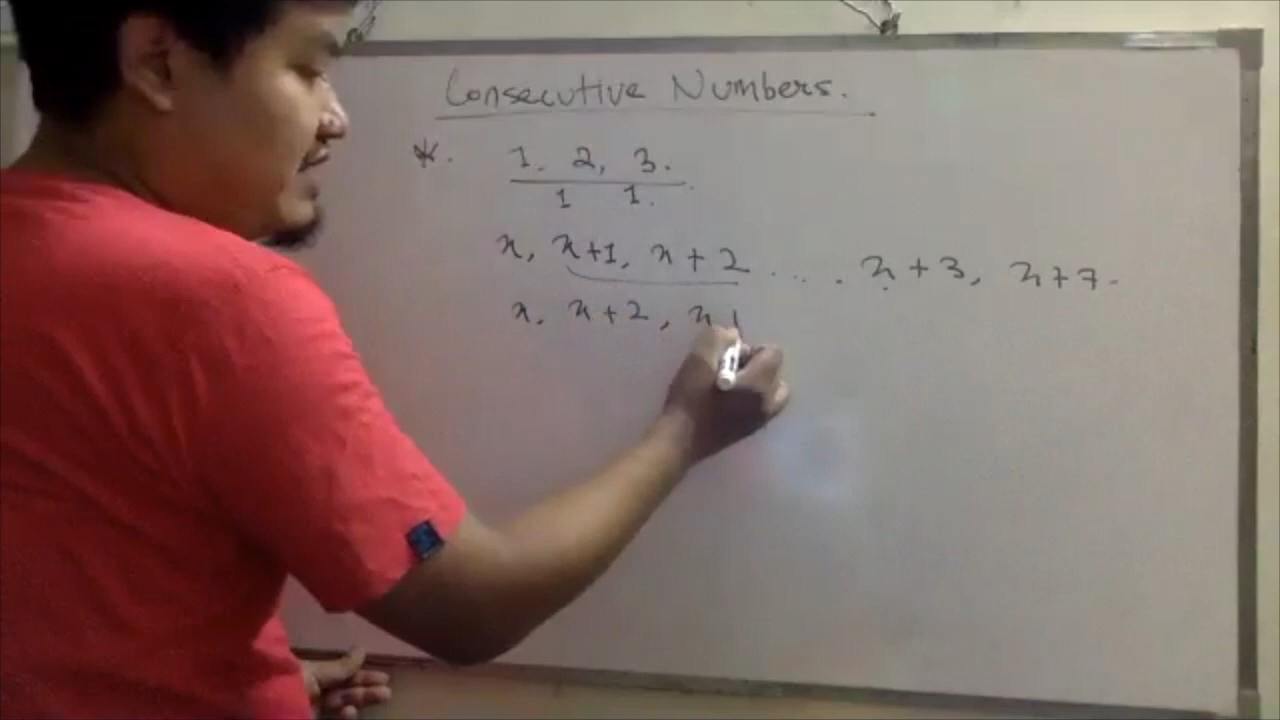 Consecutive Numbers.
*. 1. 2, 3.
1 1.
x, x+1, x+2 .... x+3, x+7.
x, x+2, x+